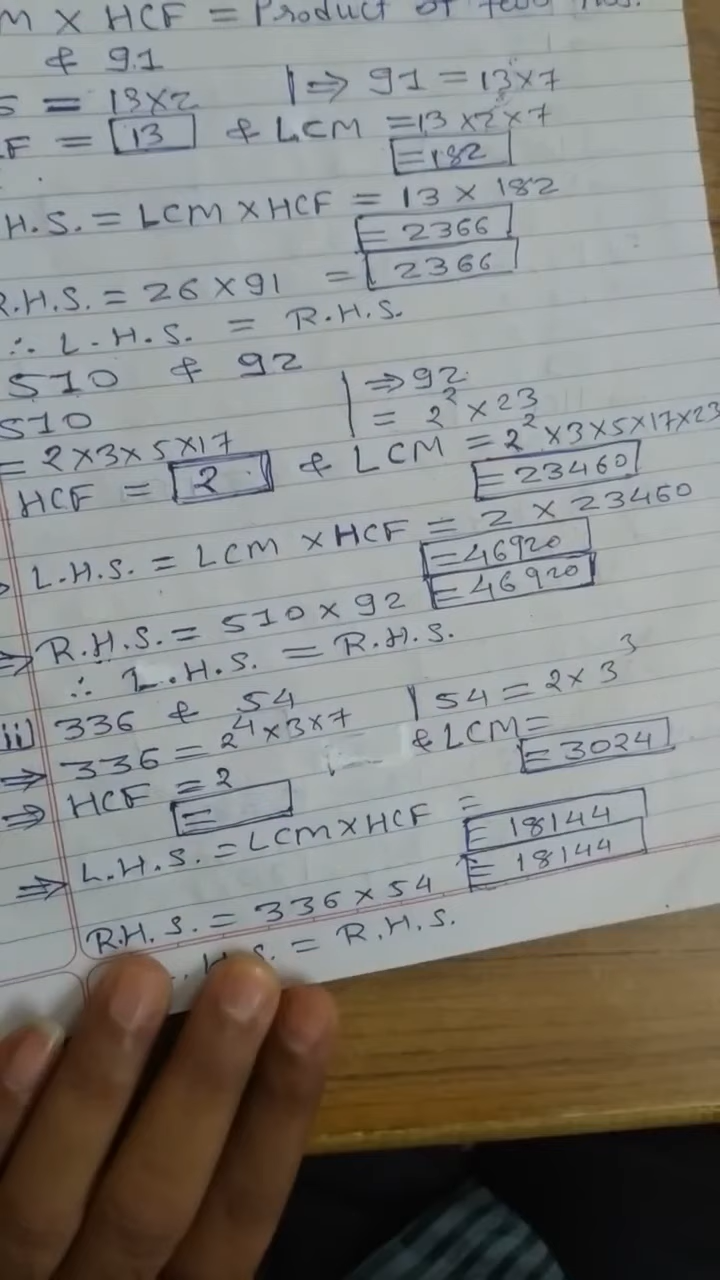 M × HCF = Product of two nos.
& 91
= 13×2 | ⇒ 91 = 13×7
F = 13 & LCM = 13×2×7
= 182
H.S. = LCM × HCF = 13 × 182
= 2366
R.H.S. = 26 × 91 = 2366
∴ L.H.S. = R.H.S.
510 & 92
510 | ⇒ 92
= 2×3×5×17 | = 2² × 23
HCF = 2 & LCM = 2²×3×5×17×23
= 23460
L.H.S. = LCM × HCF = 2 × 23460
= 46920
⇒ R.H.S. = 510 × 92 = 46920
∴ L.H.S. = R.H.S.
ii) 336 & 54
⇒ 336 = 2⁴×3×7 | 54 = 2×3³
⇒ HCF = 2 & LCM =
= = 3024
⇒ L.H.S. = LCM×HCF =
= 18144
R.H.S. = 336 × 54 = 18144
H.S. = R.H.S.